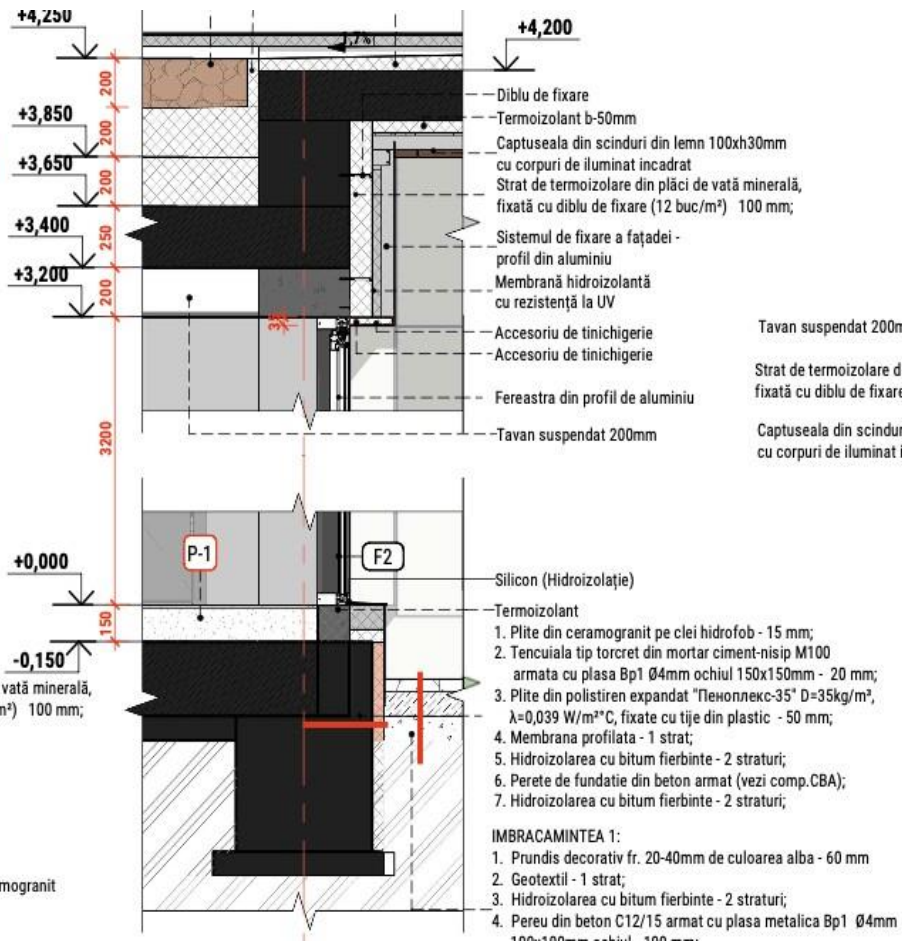 +4,250
,7%
+4,200
200
+3,850
200
+3,650
200
+3,400
250
+3,200
200
35
3200
Diblu de fixare
Termoizolant b-50mm
Captuseala din scinduri din lemn 100xh30mm
cu corpuri de iluminat incadrat
Strat de termoizolare din plăci de vată minerală,
fixată cu diblu de fixare (12 buc/m²) 100 mm;
Sistemul de fixare a fațadei -
profil din aluminiu
Membrană hidroizolantă
cu rezistență la UV
Accesoriu de tinichigerie
Accesoriu de tinichigerie
Fereastra din profil de aluminiu
Tavan suspendat 200mm
Tavan suspendat 200m
Strat de termoizolare d
fixată cu diblu de fixare
Captuseala din scindur
cu corpuri de iluminat i
P-1
F2
+0,000
150
-0,150
vată minerală,
m²) 100 mm;
Silicon (Hidroizolație)
Termoizolant
1. Plite din ceramogranit pe clei hidrofob - 15 mm;
2. Tencuiala tip torcret din mortar ciment-nisip M100
armata cu plasa Bp1 Ø4mm ochiul 150x150mm - 20 mm;
3. Plite din polistiren expandat "Пеноплекс-35" D=35kg/m³,
λ=0,039 W/m²°C, fixate cu tije din plastic - 50 mm;
4. Membrana profilata - 1 strat;
5. Hidroizolarea cu bitum fierbinte - 2 straturi;
6. Perete de fundatie din beton armat (vezi comp.CBA);
7. Hidroizolarea cu bitum fierbinte - 2 straturi;
IMBRACAMINTEA 1:
1. Prundis decorativ fr. 20-40mm de culoarea alba - 60 mm
2. Geotextil - 1 strat;
3. Hidroizolarea cu bitum fierbinte - 2 straturi;
4. Pereu din beton C12/15 armat cu plasa metalica Bp1 Ø4mm
100x100mm ochiul - 100 mm;
mogranit